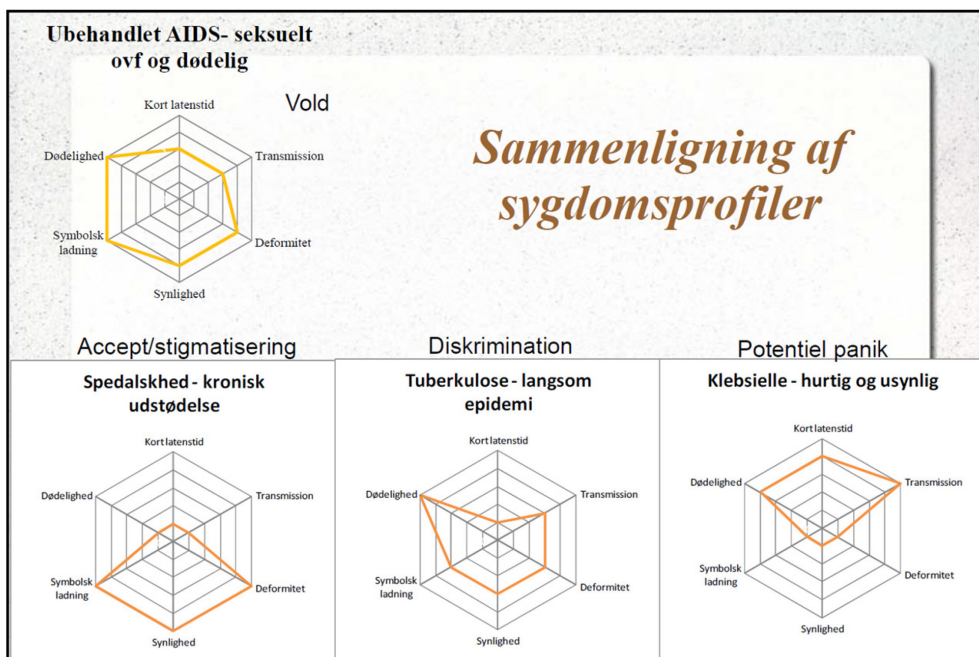 Ubehandlet AIDS- seksuelt
ovf og dødelig
Vold
Kort latenstid
Dødelighed
Transmission
Symbolsk
ladning
Deformitet
Synlighed
Sammenligning af
sygdomsprofiler
Accept/stigmatisering
Spedalskhed - kronisk
udstødelse
Kort latenstid
Dødelighed
Transmission
Symbolsk
ladning
Deformitet
Synlighed
Diskrimination
Tuberkulose - langsom
epidemi
Kort latenstid
Dødelighed
Transmission
Symbolsk
ladning
Deformitet
Synlighed
Potentiel panik
Klebsielle - hurtig og usynlig
Kort latenstid
Dødelighed
Transmission
Symbolsk
ladning
Deformitet
Synlighed